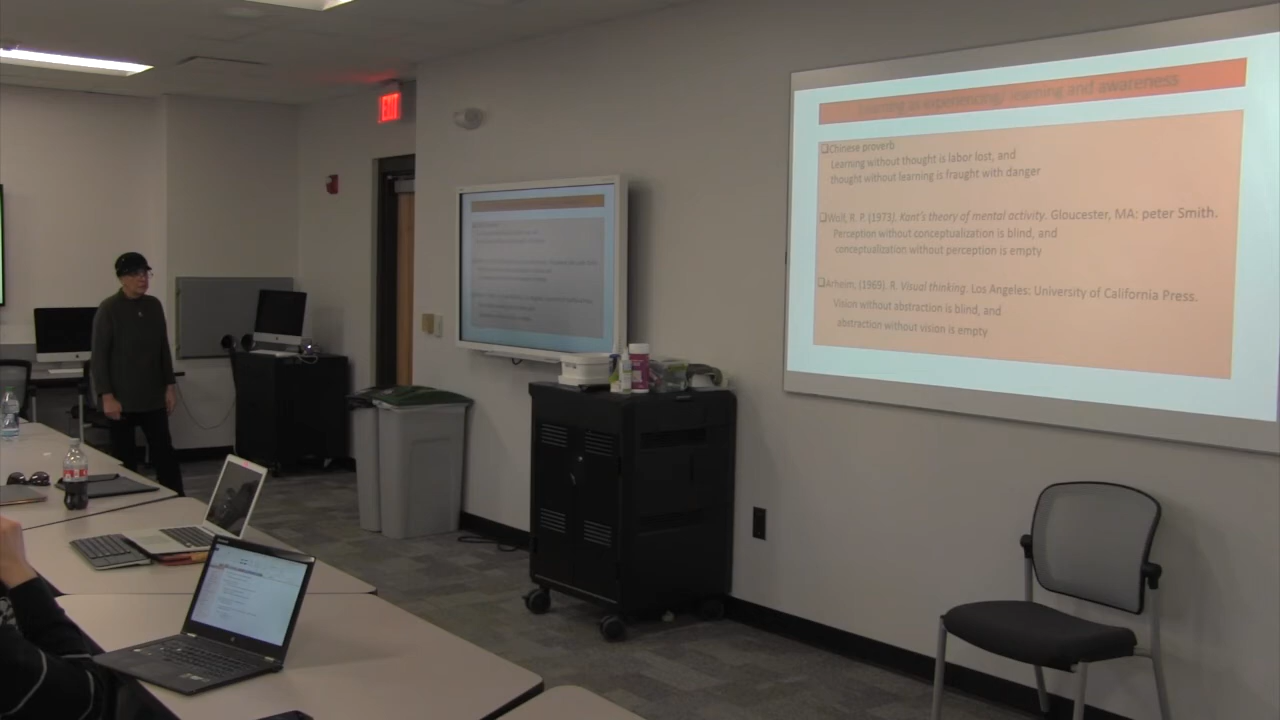 EXIT
Learning as experiencing/ learning and awareness
❑Chinese proverb
Learning without thought is labor lost, and
thought without learning is fraught with danger
❑Wolf, R. P. (1973). Kant's theory of mental activity. Gloucester, MA: peter Smith.
Perception without conceptualization is blind, and
conceptualization without perception is empty
❑Arheim, (1969). R. Visual thinking. Los Angeles: University of California Press.
Vision without abstraction is blind, and
abstraction without vision is empty